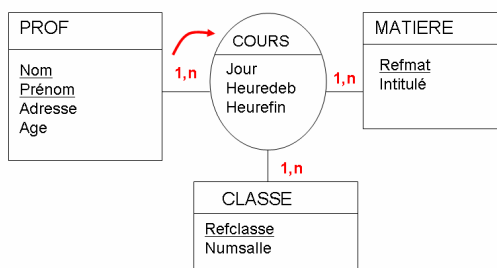 PROF
Nom
Prénom
Adresse
Age
1,n
COURS
Jour
Heuredeb
Heurefin
1,n
MATIERE
Refmat
Intitulé
1,n
CLASSE
Refclasse
Numsalle